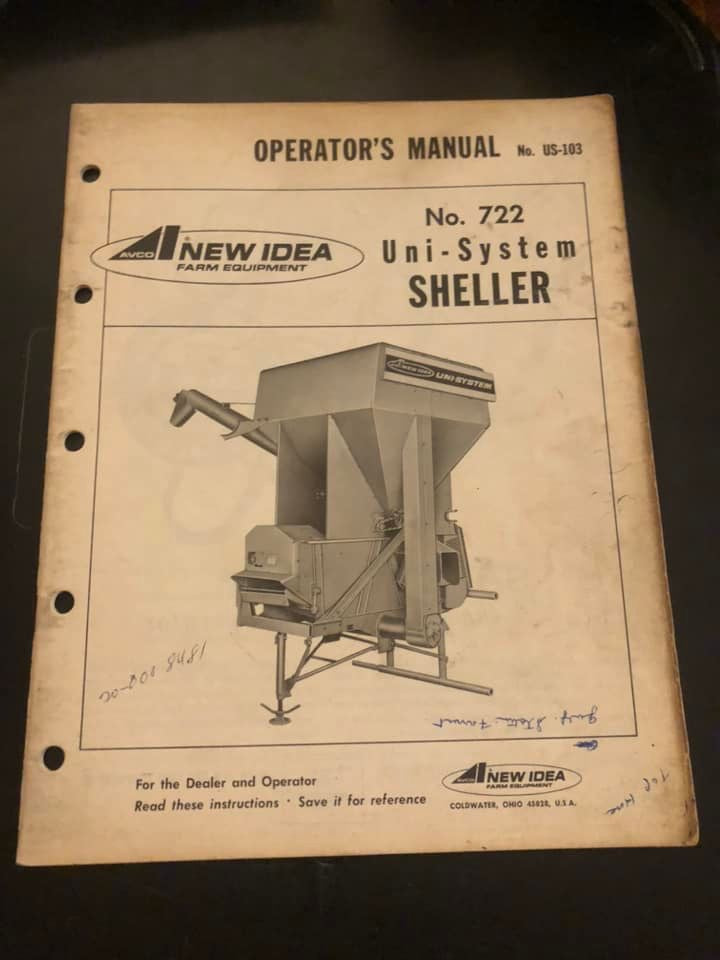 OPERATOR'S MANUAL No. US-103
AVCO NEW IDEA
FARM EQUIPMENT
No. 722
Uni-System
SHELLER
NEW IDEA UNI-SYSTEM
For the Dealer and Operator
Read these instructions · Save it for reference
AVCO NEW IDEA
FARM EQUIPMENT
COLDWATER, OHIO 45828, U.S.A.